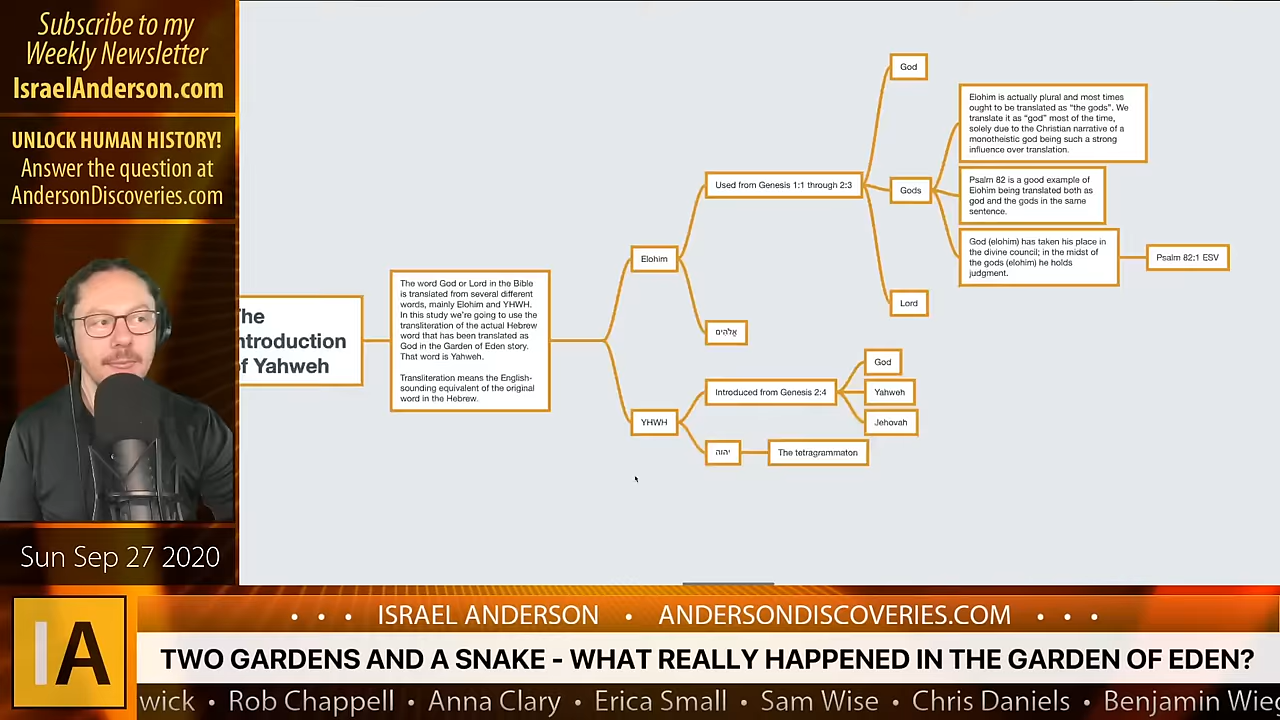 Subscribe to my
Weekly Newsletter
IsraelAnderson.com
UNLOCK HUMAN HISTORY!
Answer the question at
AndersonDiscoveries.com
Sun Sep 27 2020
he
ntroduction
f Yahweh
The word God or Lord in the Bible
is translated from several different
words, mainly Elohim and YHWH.
In this study we're going to use the
transliteration of the actual Hebrew
word that has been translated as
God in the Garden of Eden story.
That word is Yahweh.
Transliteration means the English-
sounding equivalent of the original
word in the Hebrew.
Elohim
Used from Genesis 1:1 through 2:3
God
Gods
Elohim is actually plural and most times
ought to be translated as "the gods". We
translate it as "god" most of the time,
solely due to the Christian narrative of a
monotheistic god being such a strong
influence over translation.
Psalm 82 is a good example of
Elohim being translated both as
god and the gods in the same
sentence.
God (elohim) has taken his place in
the divine council; in the midst of
the gods (elohim) he holds
judgment.
Psalm 82:1 ESV
Lord
אֱלֹהִים
YHWH
Introduced from Genesis 2:4
God
Yahweh
Jehovah
יהוה
The tetragrammaton
IA
• • • ISRAEL ANDERSON • ANDERSONDISCOVERIES.COM • • •
TWO GARDENS AND A SNAKE - WHAT REALLY HAPPENED IN THE GARDEN OF EDEN?
wick • Rob Chappell • Anna Clary • Erica Small • Sam Wise • Chris Daniels • Benjamin Wie